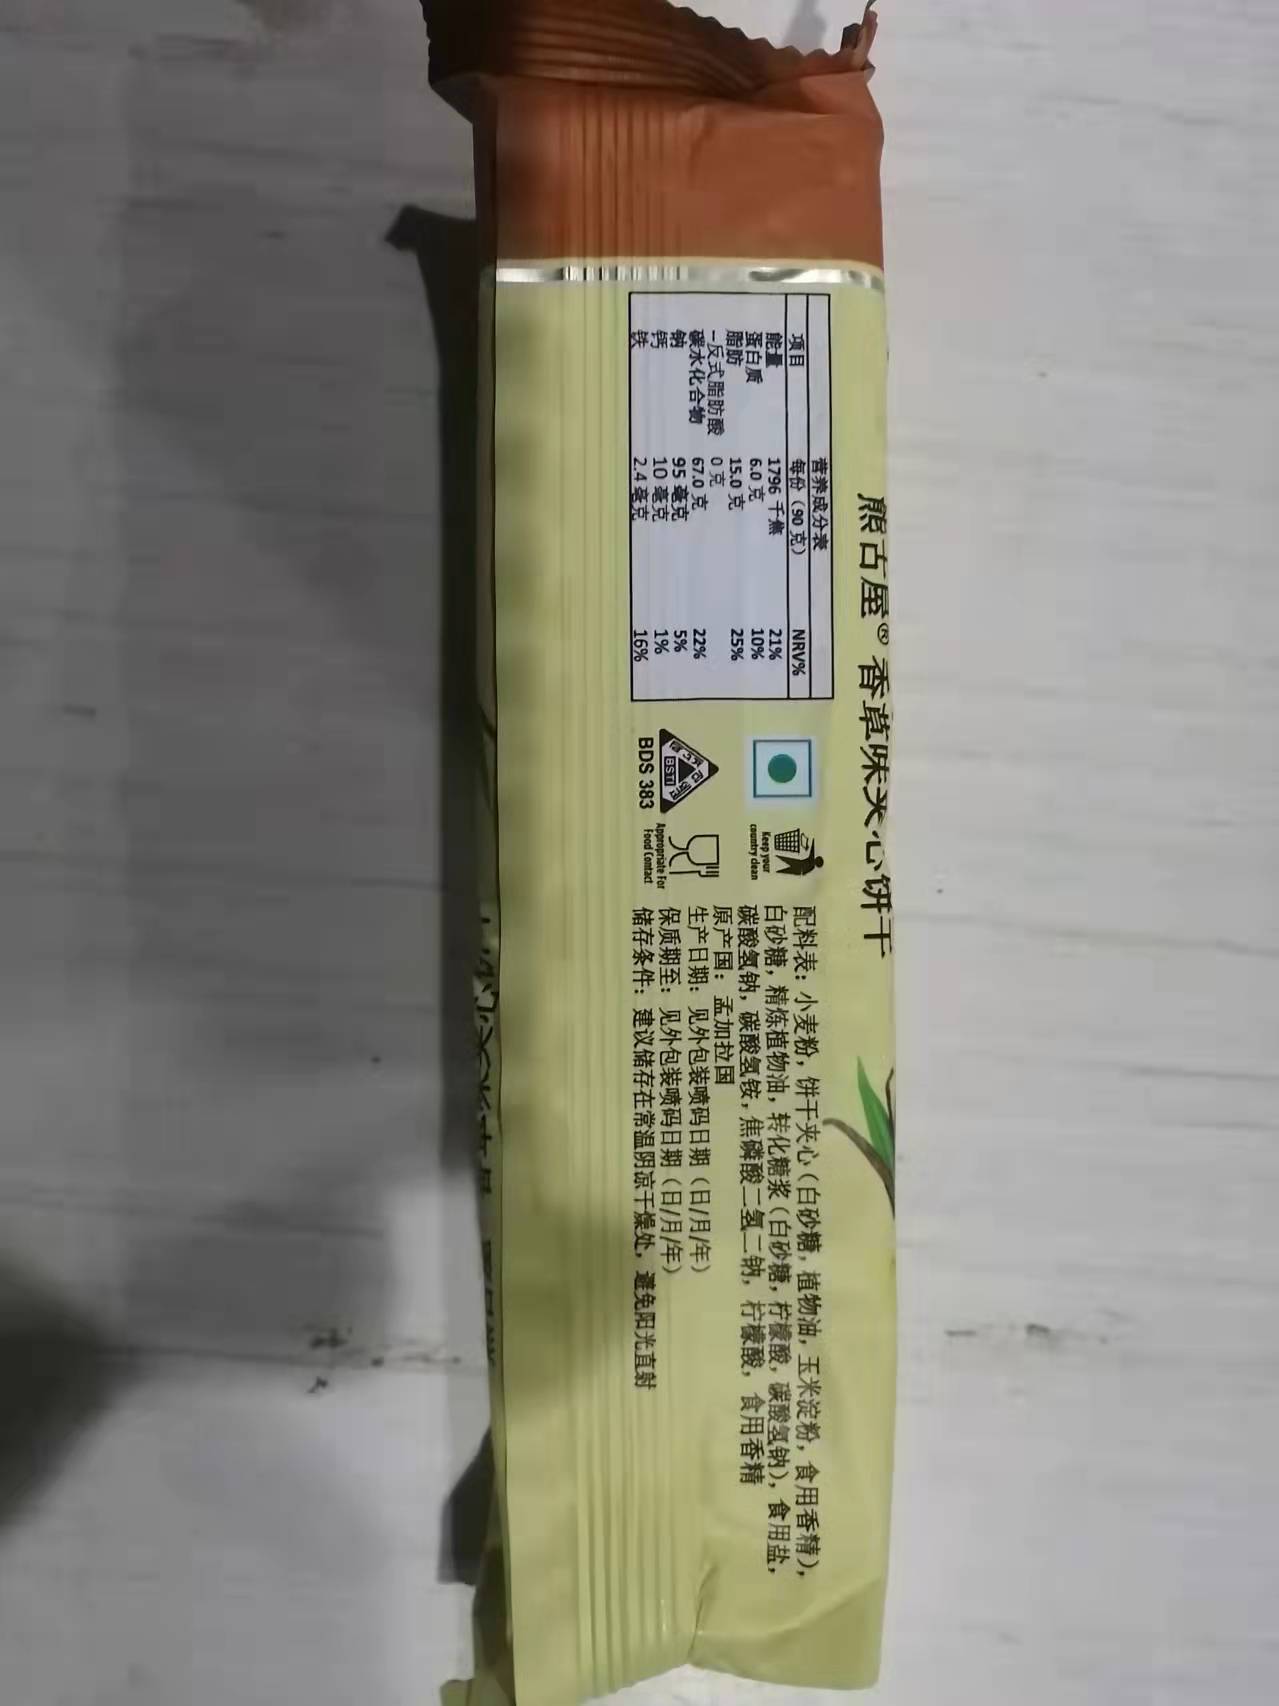 熊古屋® 香草味夹心饼干
营养成分表
项目 每份（90 克） NRV%
能量 1796 千焦 21%
蛋白质 6.0 克 10%
脂肪 15.0 克 25%
-反式脂肪酸 0 克
碳水化合物 67.0 克 22%
钠 95 毫克 5%
钙 10 毫克 1%
铁 2.4 毫克 16%
Keep your
country clean
BSTI
BDS 383
Appropriate For
Food Contact
配料表：小麦粉，饼干夹心（白砂糖，植物油，玉米淀粉，食用香精），
白砂糖，精炼植物油，转化糖浆（白砂糖，柠檬酸，碳酸氢钠），食用盐，
碳酸氢钠，碳酸氢铵，焦磷酸二氢二钠，柠檬酸，食用香精
原产国：孟加拉国
生产日期：见外包装喷码日期（日/月/年）
保质期至：见外包装喷码日期（日/月/年）
储存条件：建议储存在常温阴凉干燥处，避免阳光直射